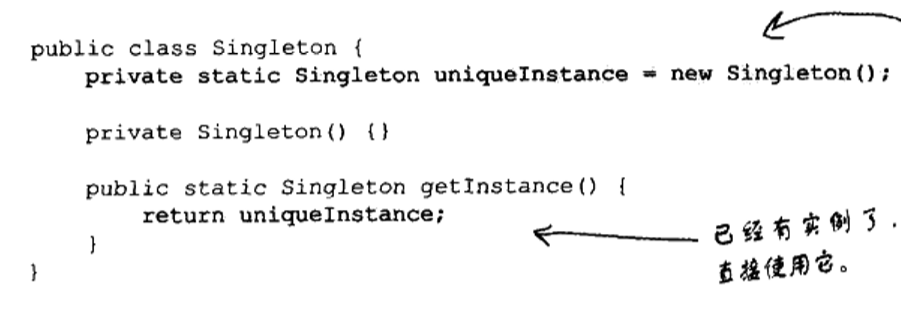 public class Singleton {
    private static Singleton uniqueInstance = new Singleton();
    private Singleton() {}
    public static Singleton getInstance() {
        return uniqueInstance;
    }
}
已经有实例了.
直接使用它。